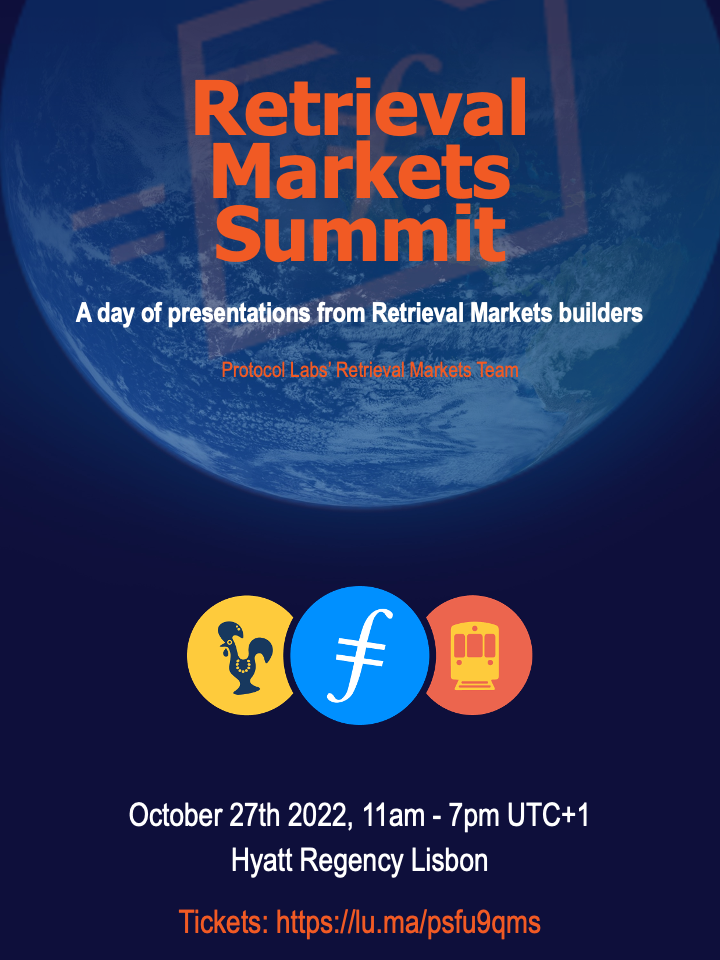 Retrieval
Markets
Summit
A day of presentations from Retrieval Markets builders
Protocol Labs' Retrieval Markets Team
October 27th 2022, 11am - 7pm UTC+1
Hyatt Regency Lisbon
Tickets: https://lu.ma/psfu9qms